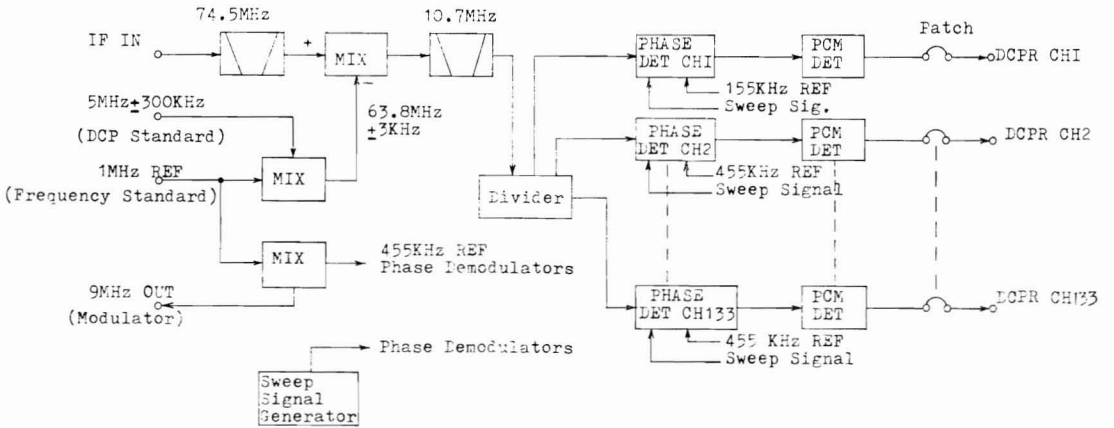 74.5MHz
10.7MHz
IF IN
+
MIX
−
PHASE
DET CHI
PCM
DET
Patch
DCPR CHI
155KHz REF
Sweep Sig.
5MHz±300KHz
(DCP Standard)
63.8MHz
±3KHz
PHASE
DET CH2
PCM
DET
DCPR CH2
455KHz REF
Sweep Signal
1MHz REF
(Frequency Standard)
MIX
Divider
MIX
455KHz REF
Phase Demodulators
9MHz OUT
(Modulator)
PHASE
DET CH133
PCM
DET
DCPR CH133
455 KHz REF
Sweep Signal
Phase Demodulators
Sweep
Signal
Generator